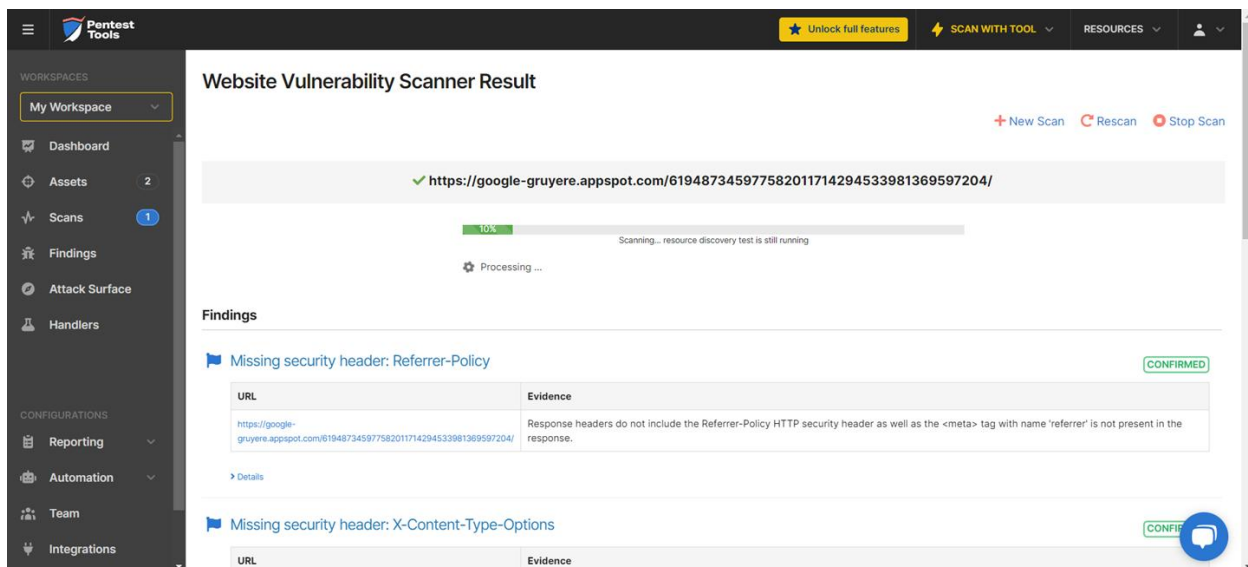 Pentest
Tools
Unlock full features
SCAN WITH TOOL
RESOURCES
WORKSPACES
My Workspace
Dashboard
Assets 2
Scans 1
Findings
Attack Surface
Handlers
CONFIGURATIONS
Reporting
Automation
Team
Integrations
Website Vulnerability Scanner Result
New Scan Rescan Stop Scan
https://google-gruyere.appspot.com/619487345977582011714294533981369597204/
10%
Scanning... resource discovery test is still running
Processing ...
Findings
Missing security header: Referrer-Policy CONFIRMED
URL Evidence
https://google-
gruyere.appspot.com/619487345977582011714294533981369597204/
Response headers do not include the Referrer-Policy HTTP security header as well as the <meta> tag with name 'referrer' is not present in the
response.
Details
Missing security header: X-Content-Type-Options
URL Evidence